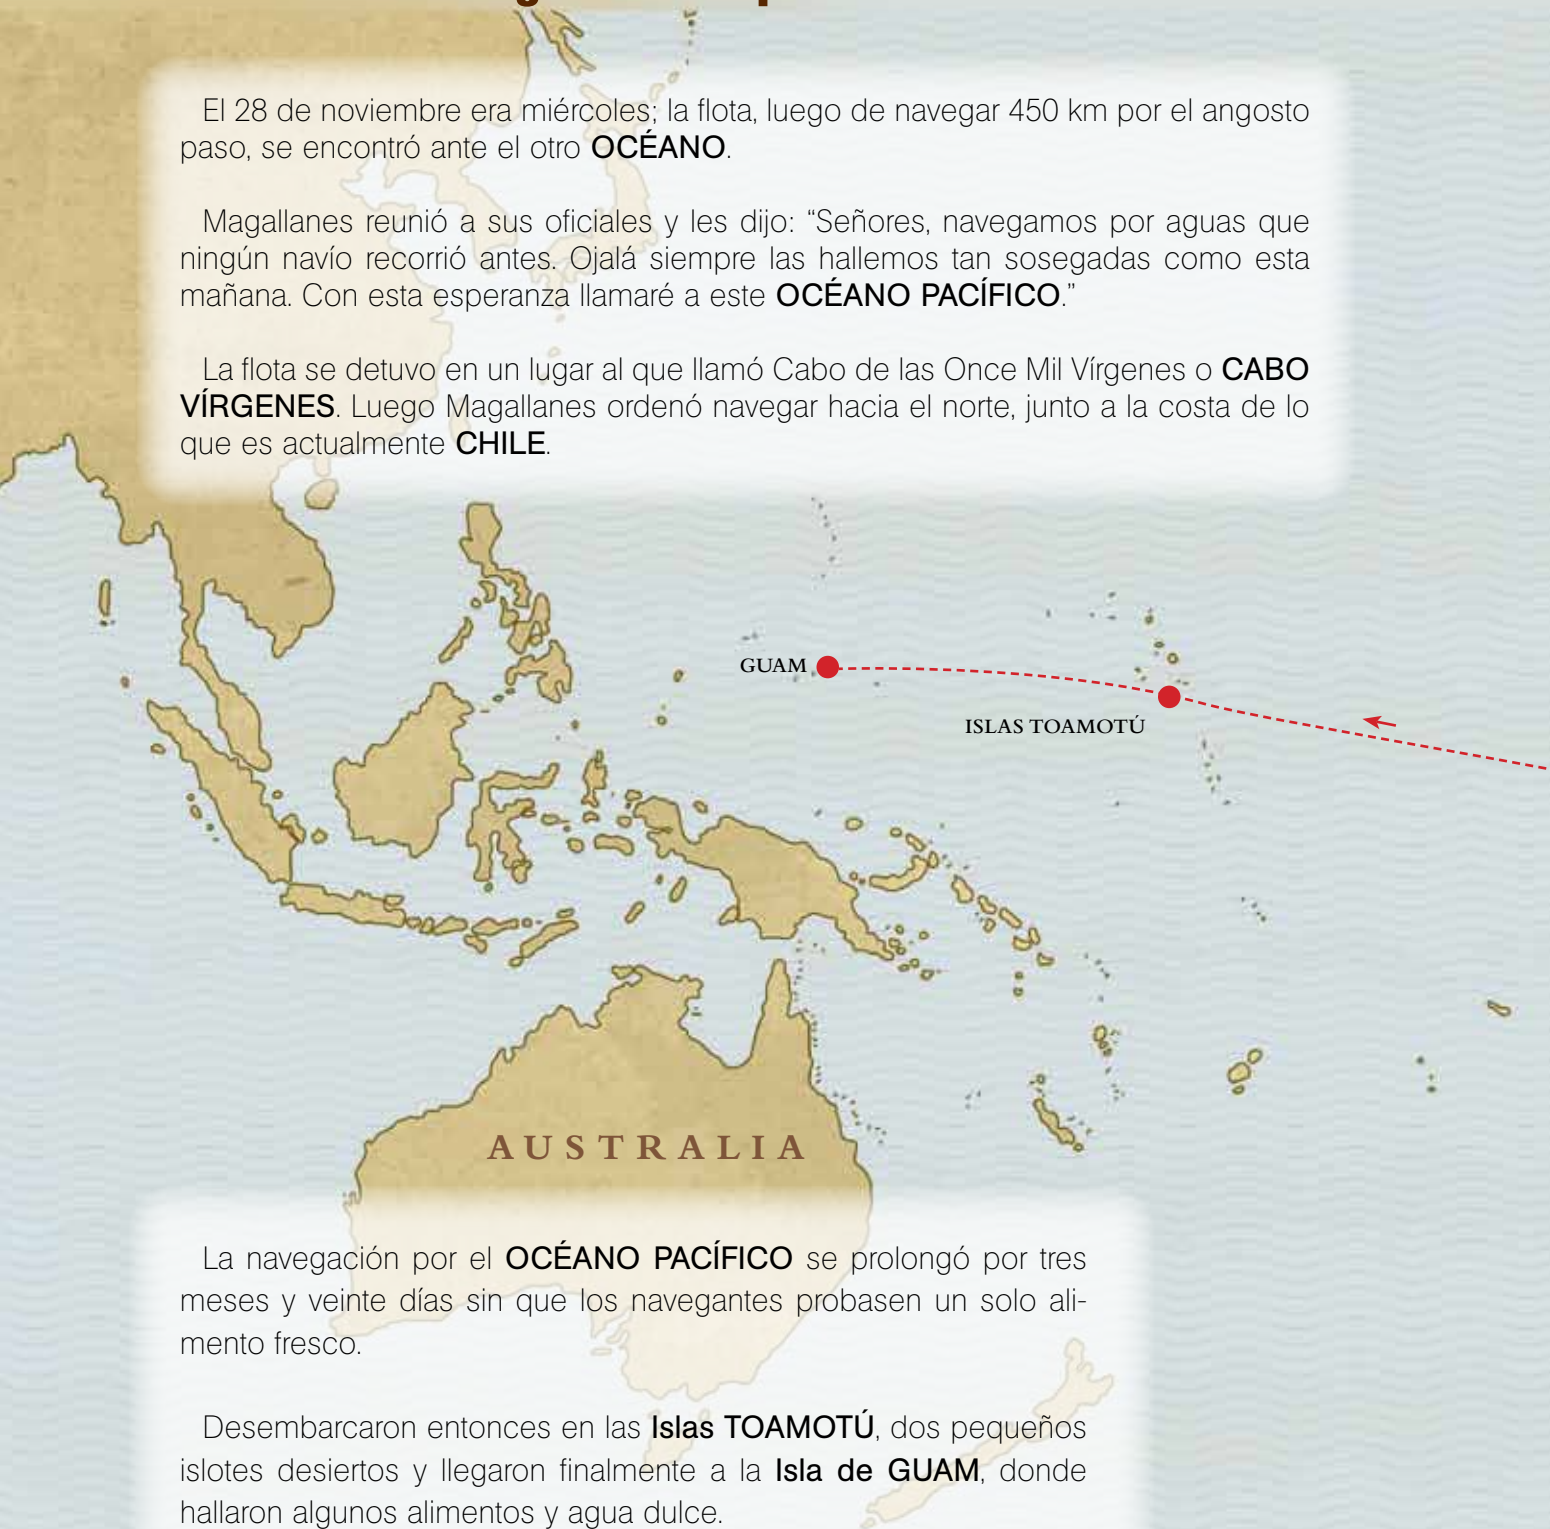 El 28 de noviembre era miércoles; la flota, luego de navegar 450 km por el angosto
paso, se encontró ante el otro OCÉANO.
Magallanes reunió a sus oficiales y les dijo: “Señores, navegamos por aguas que
ningún navío recorrió antes. Ojalá siempre las hallemos tan sosegadas como esta
mañana. Con esta esperanza llamaré a este OCÉANO PACÍFICO.”
La flota se detuvo en un lugar al que llamó Cabo de las Once Mil Vírgenes o CABO
VÍRGENES. Luego Magallanes ordenó navegar hacia el norte, junto a la costa de lo
que es actualmente CHILE.
GUAM
ISLAS TOAMOTÚ
AUSTRALIA
La navegación por el OCÉANO PACÍFICO se prolongó por tres
meses y veinte días sin que los navegantes probasen un solo ali-
mento fresco.
Desembarcaron entonces en las Islas TOAMOTÚ, dos pequeños
islotes desiertos y llegaron finalmente a la Isla de GUAM, donde
hallaron algunos alimentos y agua dulce.